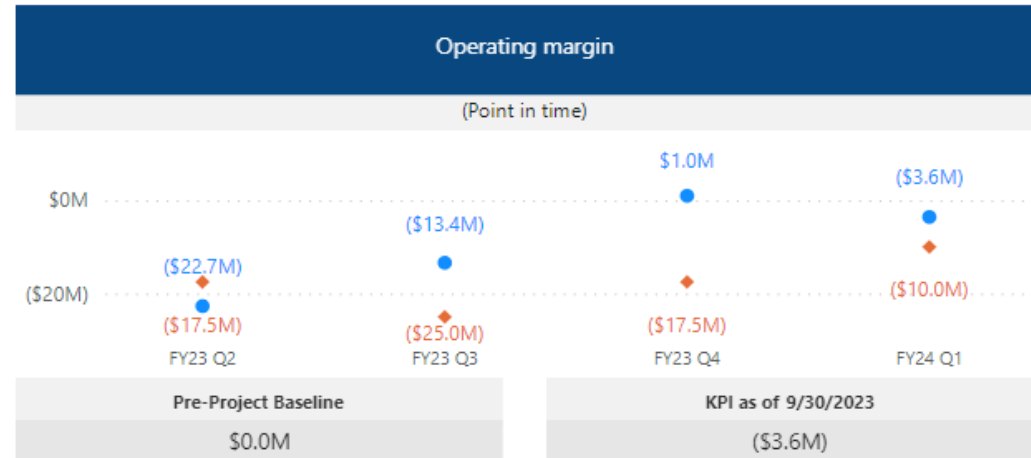 Operating margin
(Point in time)
$1.0M
($3.6M)
$0M
($13.4M)
($22.7M)
($20M)
($10.0M)
($17.5M)
($25.0M)
($17.5M)
FY23 Q2
FY23 Q3
FY23 Q4
FY24 Q1
Pre-Project Baseline
KPI as of 9/30/2023
$0.0M
($3.6M)